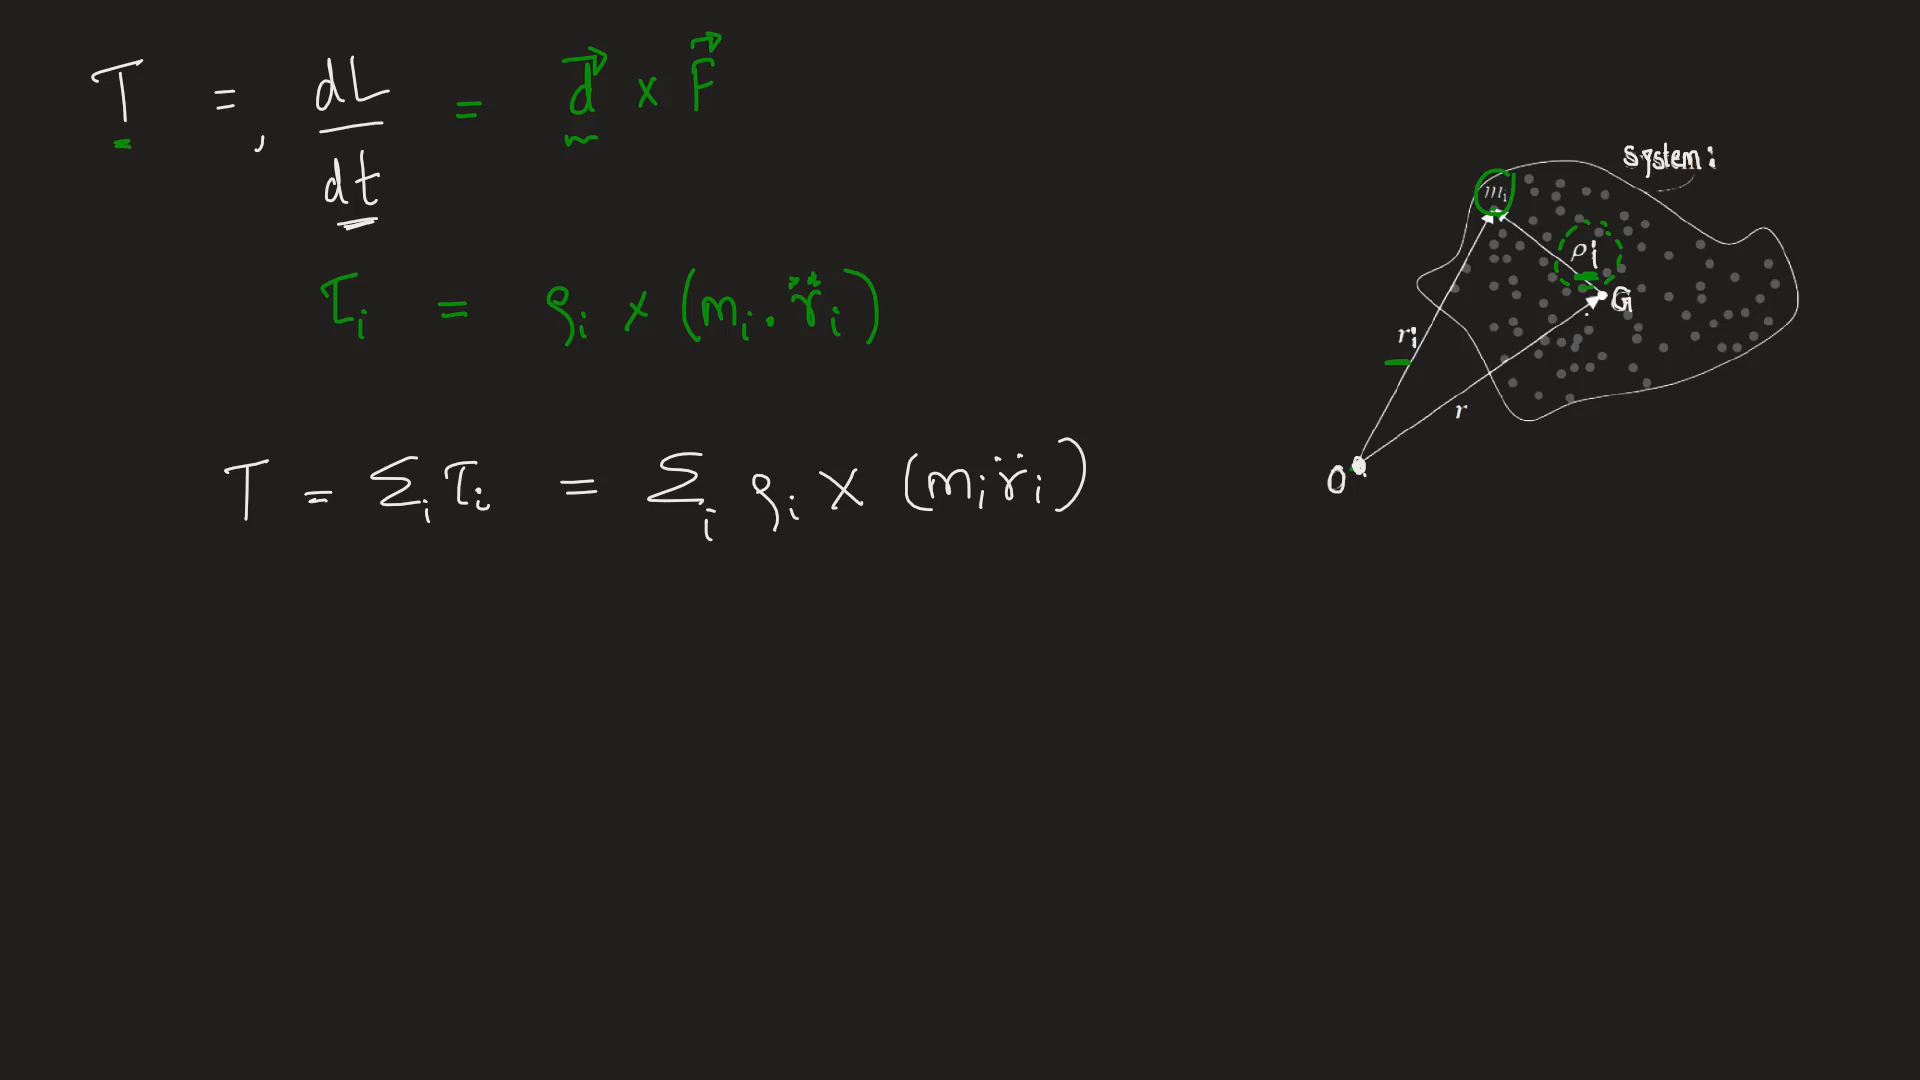 T = , dL/dt = d⃗ × F⃗
τᵢ = ρᵢ × (mᵢ . r̈ᵢ)
T = Σᵢ τᵢ = Σᵢ ρᵢ × (mᵢ r̈ᵢ)
system:
mᵢ
ρᵢ
G
rᵢ
r
O